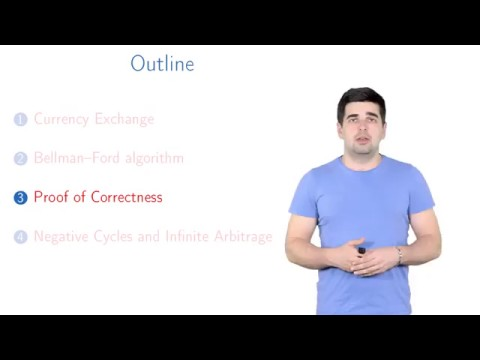 Outline
1 Currency Exchange
2 Bellman–Ford algorithm
3 Proof of Correctness
4 Negative Cycles and Infinite Arbitrage